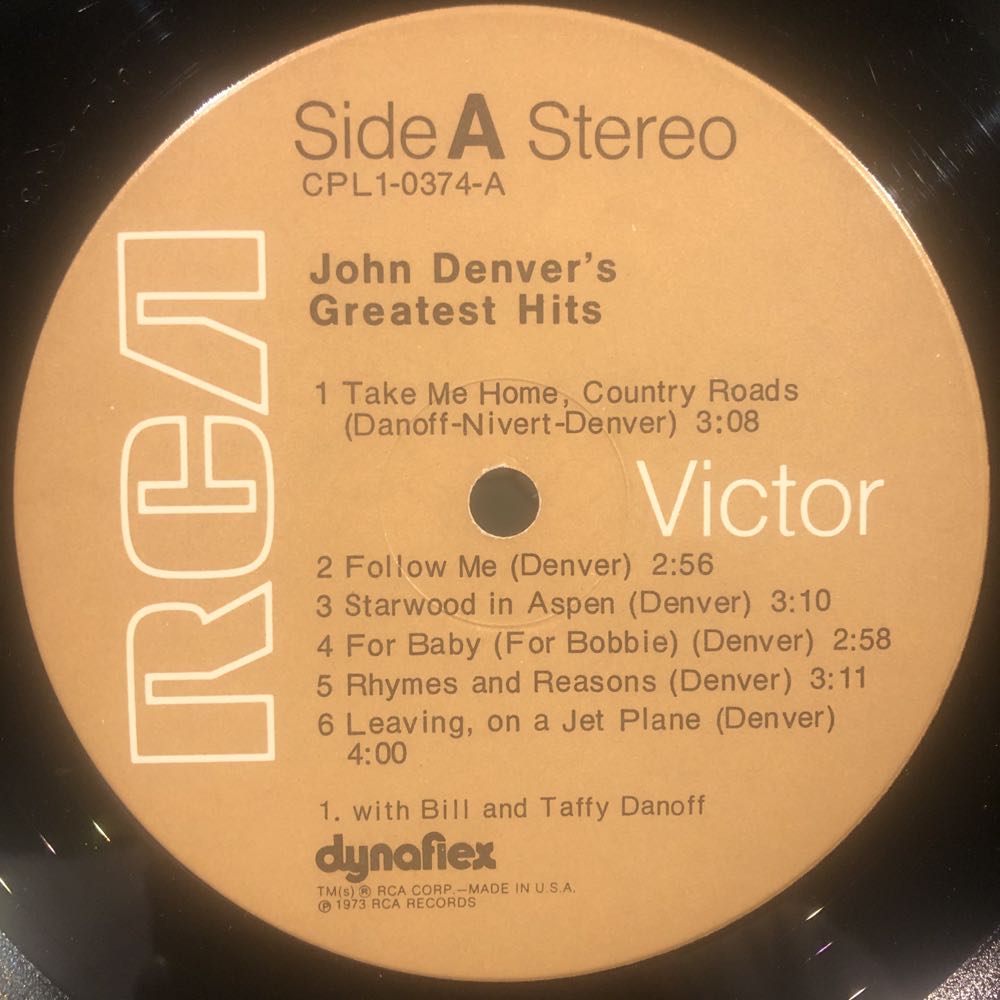 Side A Stereo
CPL1-0374-A
RCA
John Denver's
Greatest Hits
1 Take Me Home, Country Roads
(Danoff-Nivert-Denver) 3:08
Victor
2 Follow Me (Denver) 2:56
3 Starwood in Aspen (Denver) 3:10
4 For Baby (For Bobbie) (Denver) 2:58
5 Rhymes and Reasons (Denver) 3:11
6 Leaving, on a Jet Plane (Denver)
4:00
1. with Bill and Taffy Danoff
dynaflex
TM(s) ® RCA CORP.—MADE IN U.S.A.
℗ 1973 RCA RECORDS